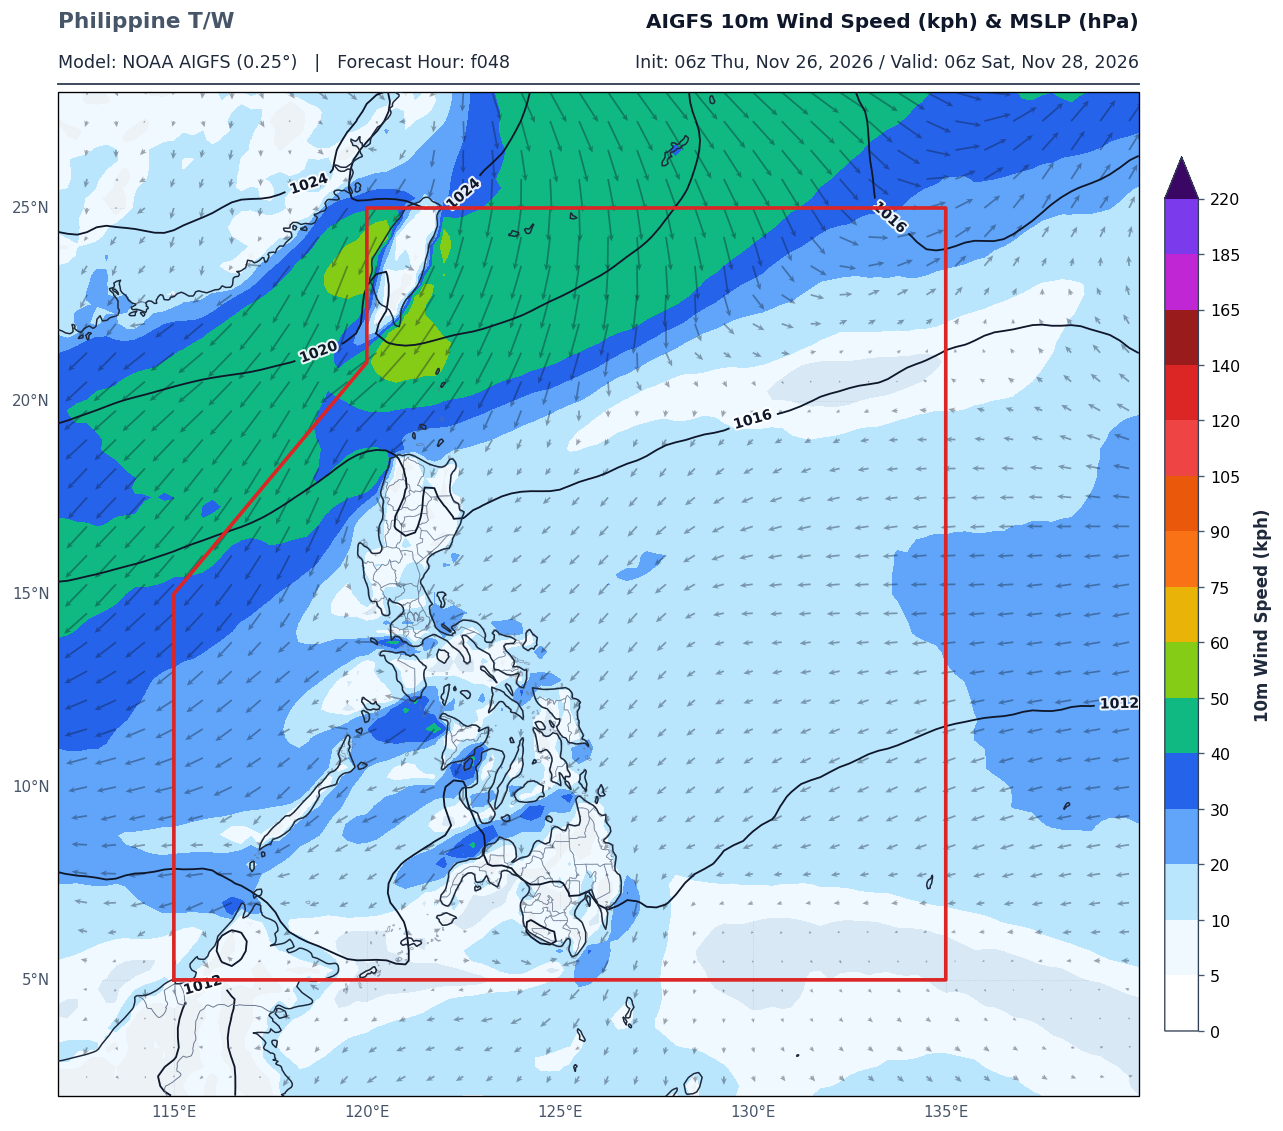 Philippine T/W
AIGFS 10m Wind Speed (kph) & MSLP (hPa)
Model: NOAA AIGFS (0.25°) | Forecast Hour: f048
Init: 06z Thu, Nov 26, 2026 / Valid: 06z Sat, Nov 28, 2026
1024
1024
1016
1020
1016
1012
1012
25°N
20°N
15°N
10°N
5°N
115°E
120°E
125°E
130°E
135°E
220
185
165
140
120
105
90
75
60
50
40
30
20
10
5
0
10m Wind Speed (kph)